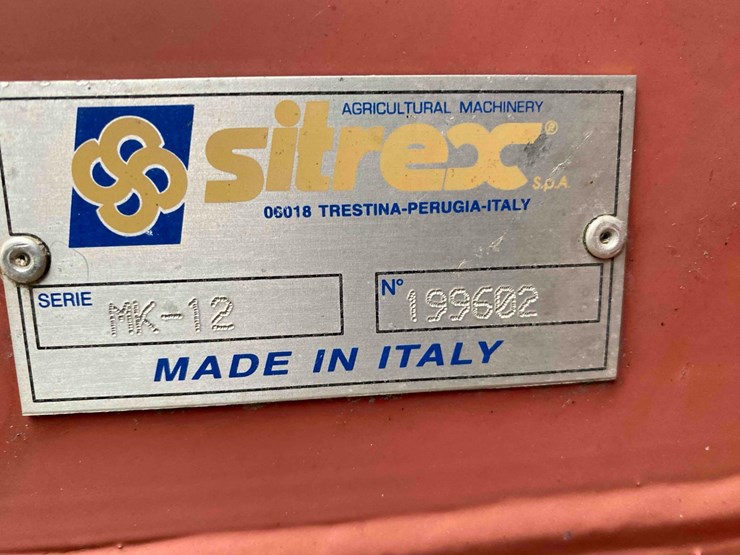 AGRICULTURAL MACHINERY
sitrex®
S.p.A.
06018 TRESTINA-PERUGIA-ITALY
SERIE MK-12
N° 199602
MADE IN ITALY